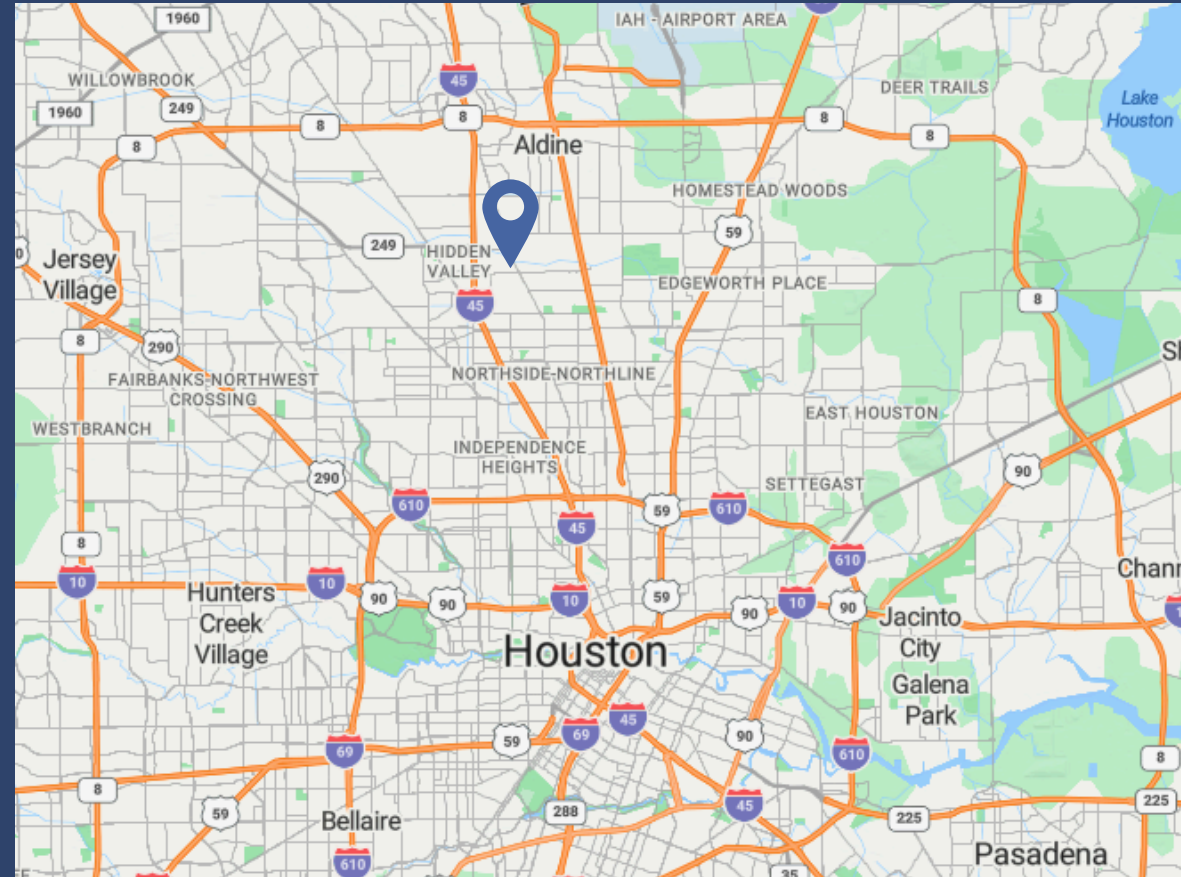 1960
IAH - AIRPORT AREA
WILLOWBROOK
45
DEER TRAILS
1960
249
Lake
Houston
8
8
8
8
8
Aldine
HOMESTEAD WOODS
59
249
HIDDEN
VALLEY
Jersey
Village
EDGEWORTH PLACE
45
8
8
290
NORTHSIDE-NORTHLINE
FAIRBANKS-NORTHWEST
CROSSING
EAST HOUSTON
WESTBRANCH
INDEPENDENCE
HEIGHTS
90
290
SETTEGAST
610
59
610
45
8
610
10
10
Hunters
Creek
Village
90
90
10
59
90
10
90
Jacinto
City
Houston
Galena
Park
45
69
59
69
90
610
8
8
45
225
59
288
225
Bellaire
610
Pasadena